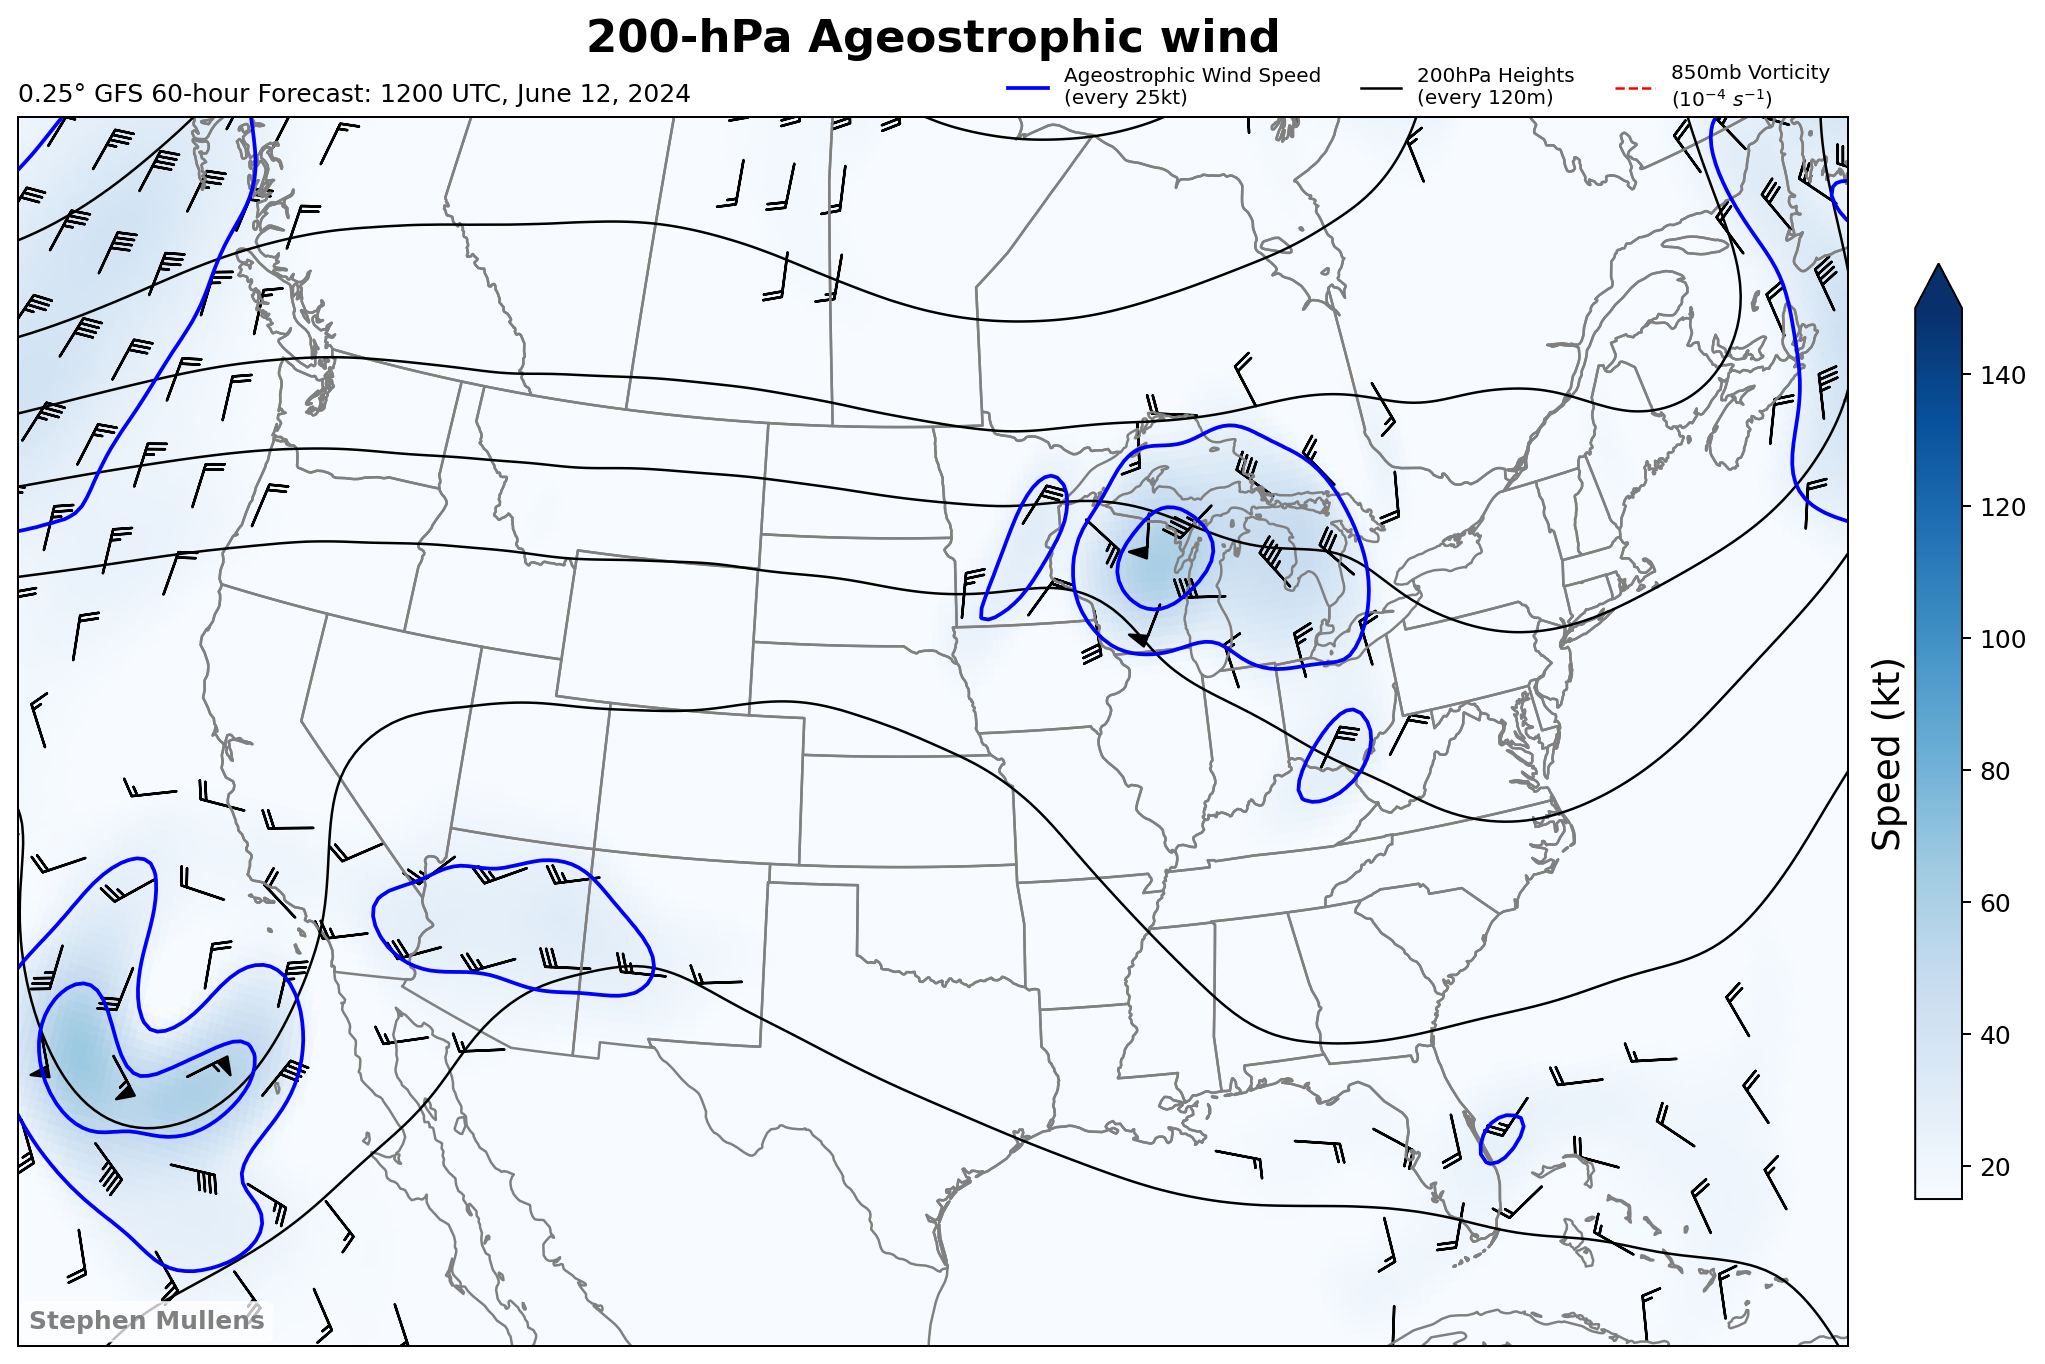 200-hPa Ageostrophic wind
0.25° GFS 60-hour Forecast: 1200 UTC, June 12, 2024
Ageostrophic Wind Speed
(every 25kt)
200hPa Heights
(every 120m)
850mb Vorticity
(10⁻⁴ s⁻¹)
140
120
100
80
60
40
20
Speed (kt)
Stephen Mullens